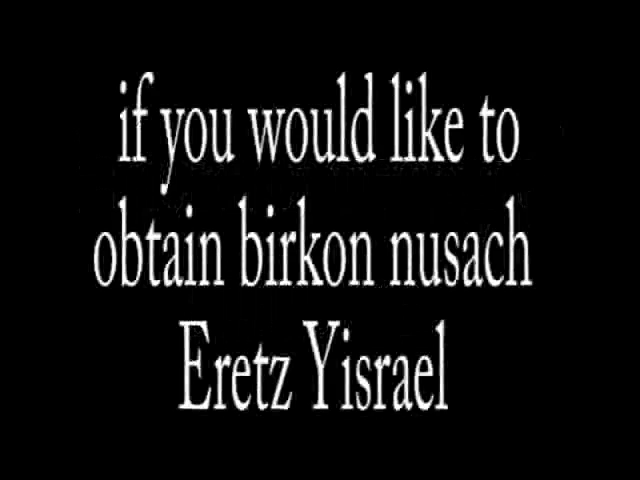 if you would like to
obtain birkon nusach
Eretz Yisrael